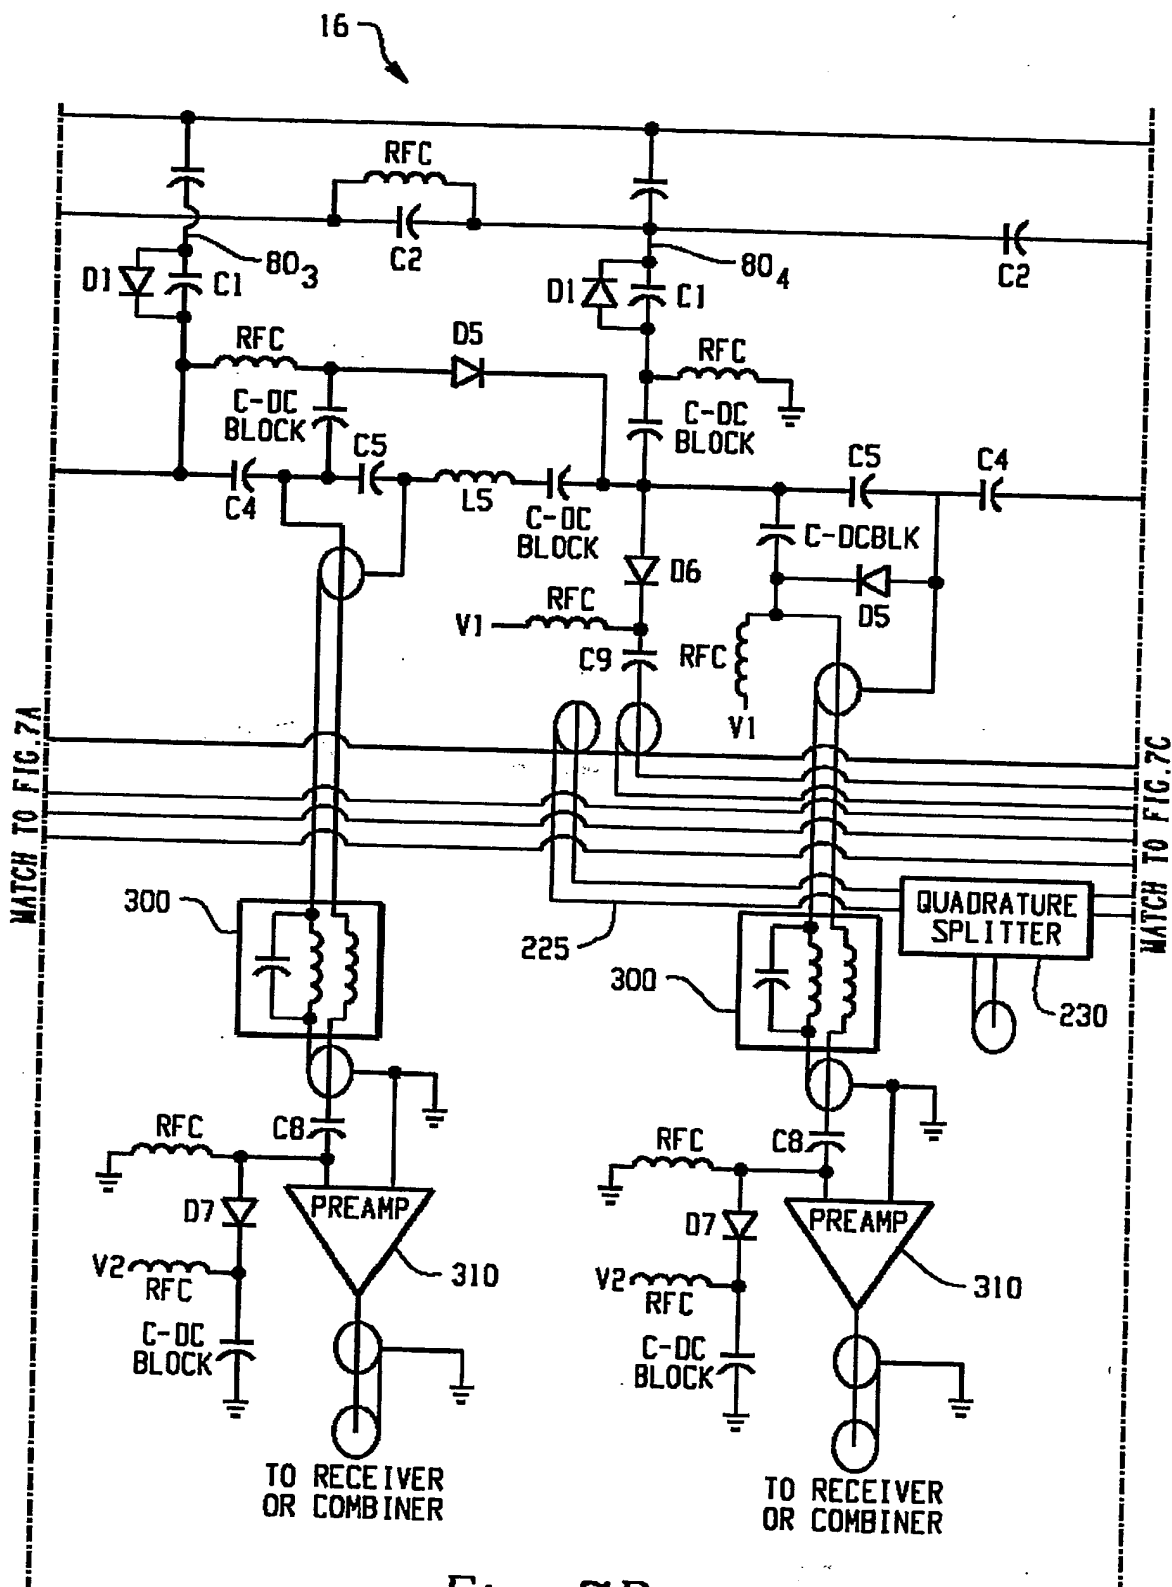 16
RFC
C2
80₃
80₄
C2
D1
C1
D1
C1
RFC
D5
RFC
C-DC
BLOCK
C-DC
BLOCK
C5
C5
C4
C4
L5
C-DC
BLOCK
C-DCBLK
D6
D5
RFC
V1
C9
RFC
V1
MATCH TO FIG.7A
MATCH TO FIG.7C
300
225
QUADRATURE
SPLITTER
300
230
C8
RFC
C8
RFC
D7
PREAMP
D7
PREAMP
V2
RFC
310
V2
RFC
310
C-DC
BLOCK
C-DC
BLOCK
TO RECEIVER
OR COMBINER
TO RECEIVER
OR COMBINER